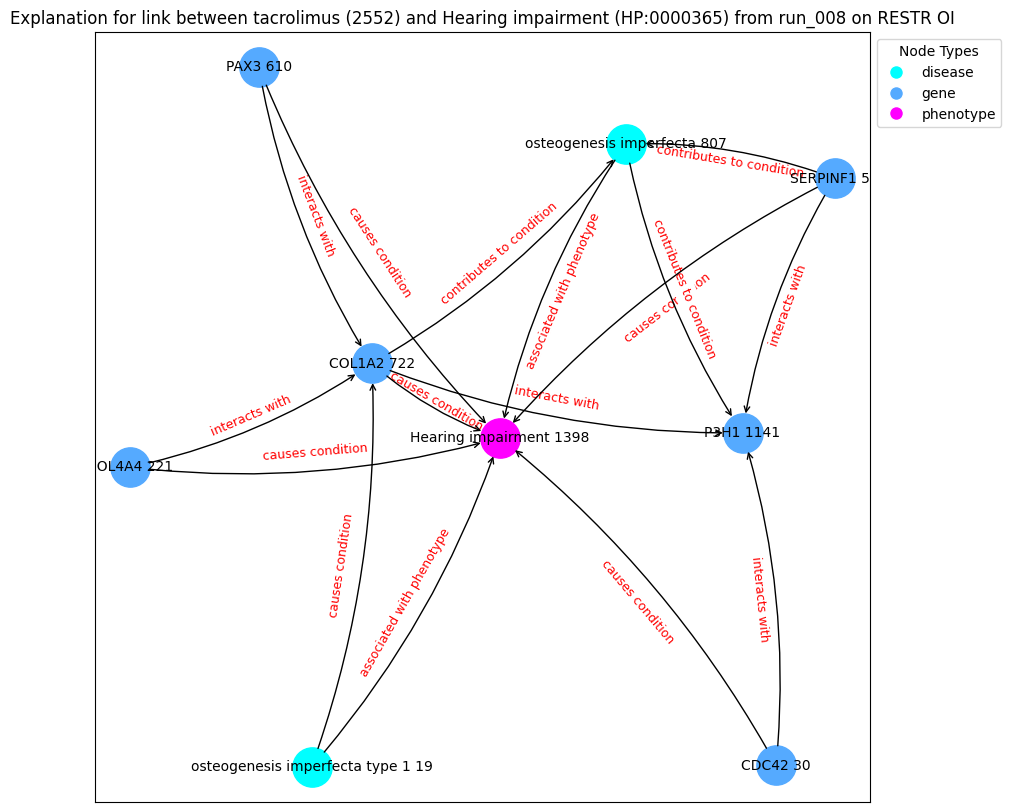 Explanation for link between tacrolimus (2552) and Hearing impairment (HP:0000365) from run_008 on RESTR OI
Node Types
disease
gene
phenotype
PAX3 610
osteogenesis imperfecta 807
contributes to condition
SERPINF1 5
interacts with
causes condition
contributes to condition
associated with phenotype
contributes to condition
causes con
on
interacts with
COL1A2 722
causes condition
interacts with
interacts with
Hearing impairment 1398
P3H1 1141
causes condition
OL4A4 221
causes condition
associated with phenotype
causes condition
interacts with
osteogenesis imperfecta type 1 19
CDC42 30